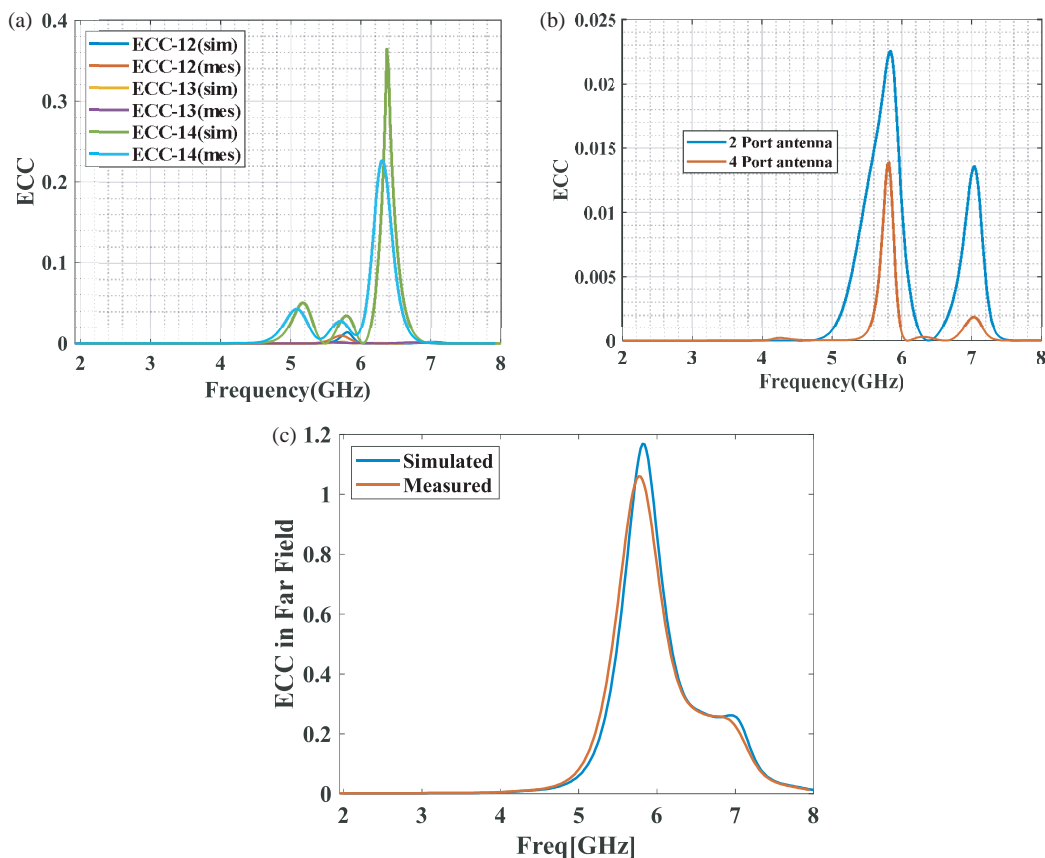 (a)
0.4
0.3
0.2
0.1
0
ECC
ECC-12(sim)
ECC-12(mes)
ECC-13(sim)
ECC-13(mes)
ECC-14(sim)
ECC-14(mes)
2 3 4 5 6 7 8
Frequency(GHz)
(b)
0.025
0.02
0.015
0.01
0.005
0
ECC
2 Port antenna
4 Port antenna
2 3 4 5 6 7 8
Frequency(GHz)
(c)
1.2
1
0.8
0.6
0.4
0.2
0
ECC in Far Field
Simulated
Measured
2 3 4 5 6 7 8
Freq[GHz]